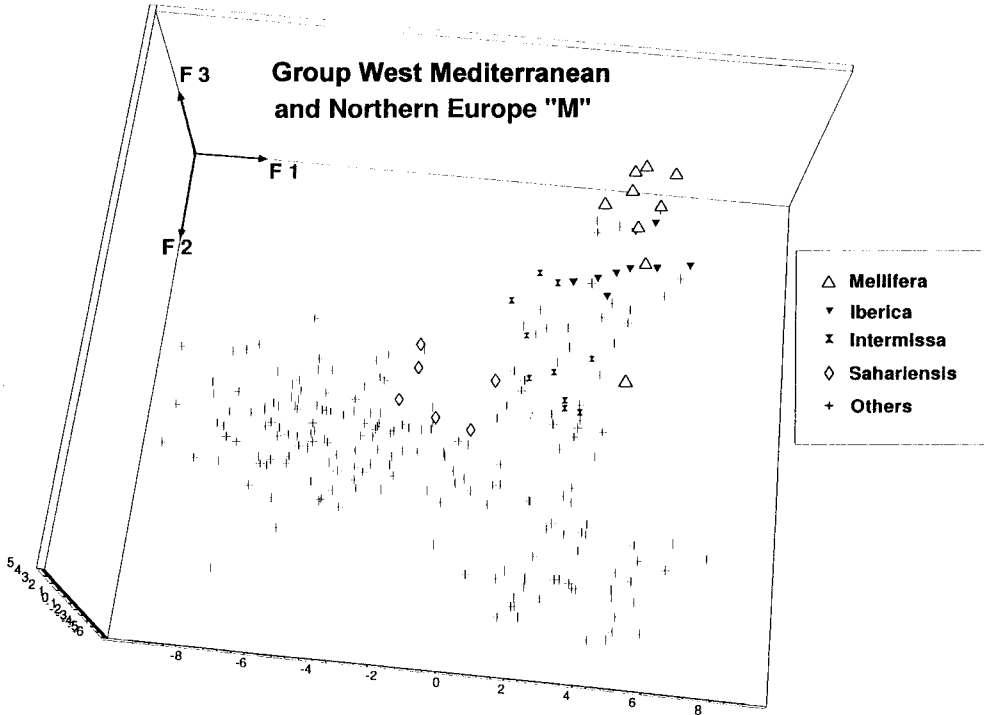 Group West Mediterranean
and Northern Europe "M"
F 3
F 1
F 2
Mellifera
Iberica
Intermissa
Sahariensis
Others
-8
-6
-4
-2
0
2
4
6
8